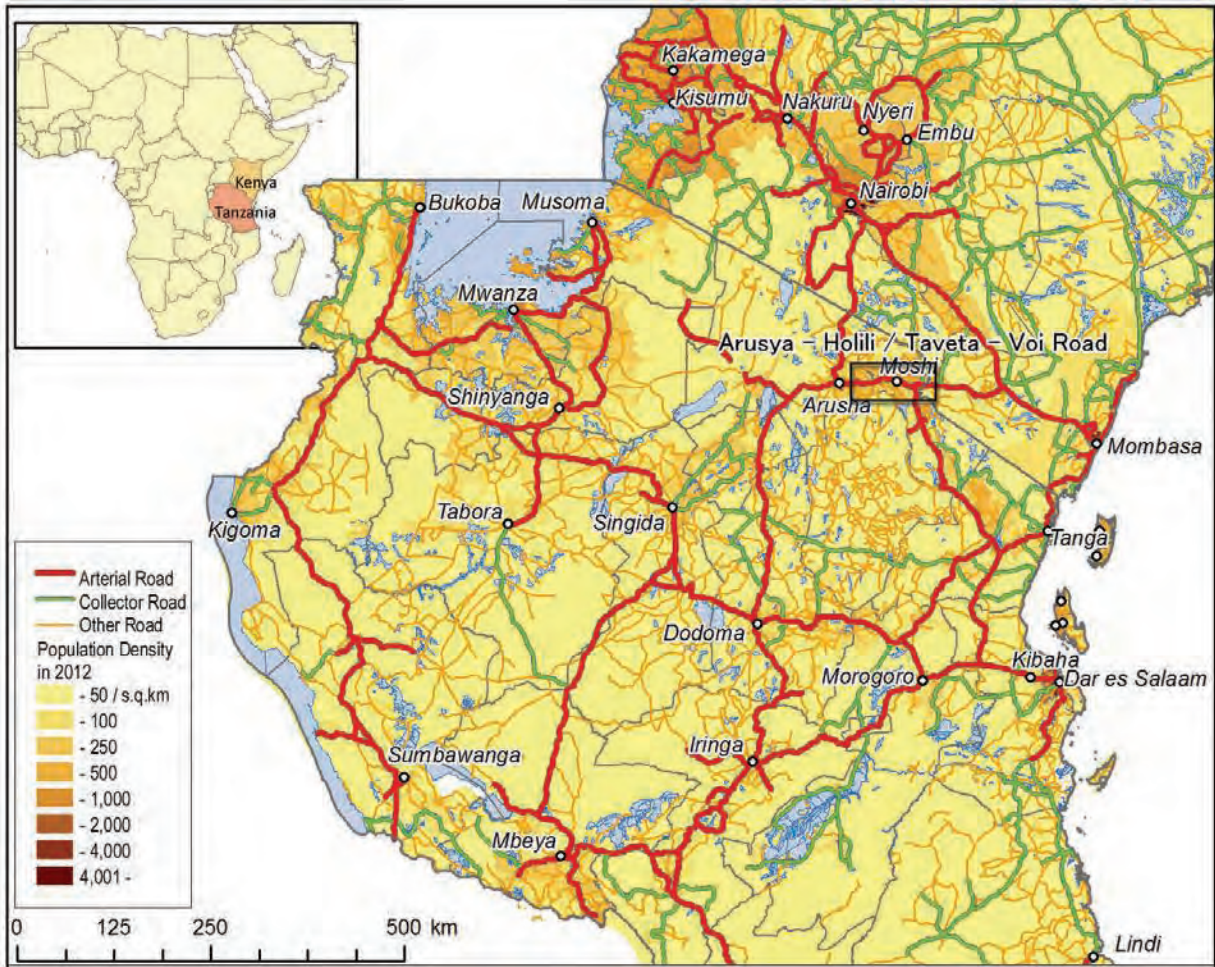 Kenya
Tanzania
Kakamega
Kisumu
Nakuru
Nyeri
Embu
Nairobi
Bukoba
Musoma
Mwanza
Arusya - Holili / Taveta - Voi Road
Moshi
Arusha
Shinyanga
Mombasa
Kigoma
Tabora
Singida
Tanga
Dodoma
Morogoro
Kibaha
Dar es Salaam
Iringa
Sumbawanga
Mbeya
Lindi
Arterial Road
Collector Road
Other Road
Population Density
in 2012
- 50 / s.q.km
- 100
- 250
- 500
- 1,000
- 2,000
- 4,000
4,001 -
0 125 250 500 km